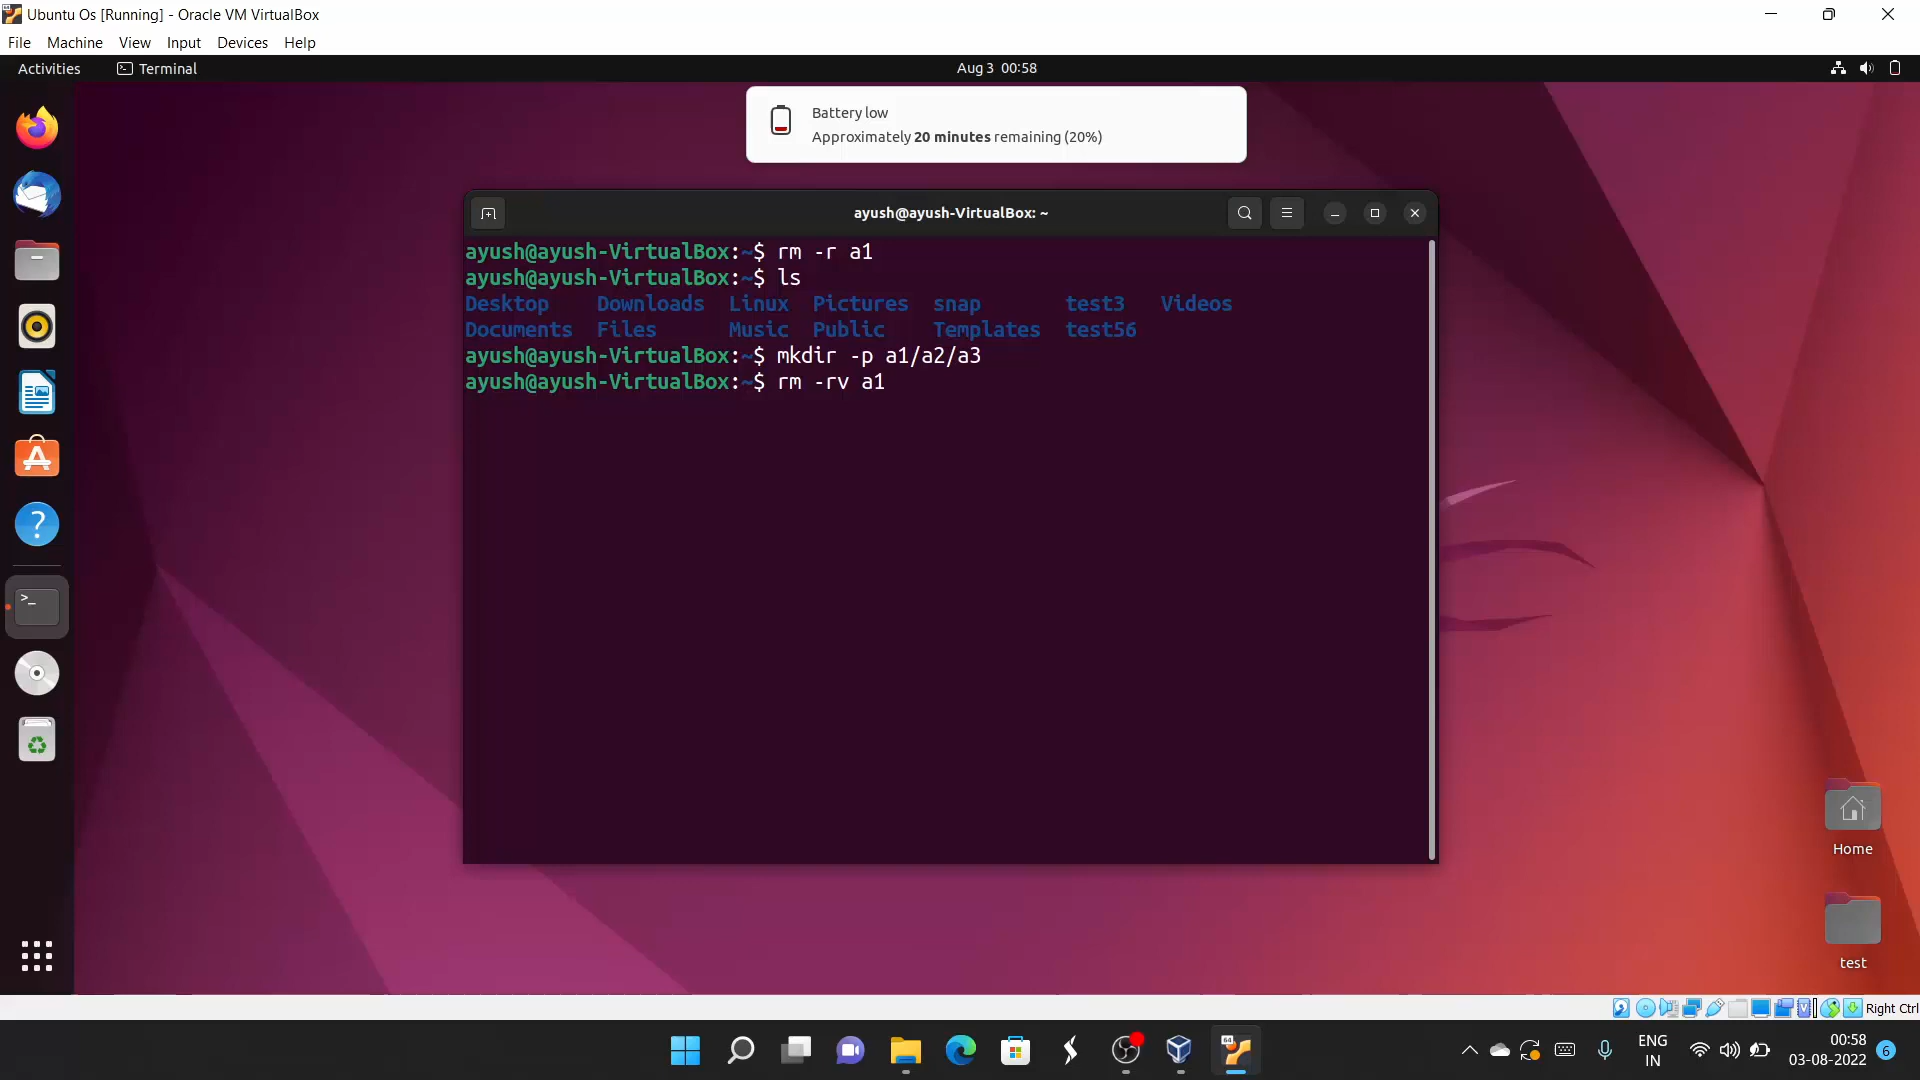 Ubuntu Os [Running] - Oracle VM VirtualBox
File Machine View Input Devices Help
Activities Terminal Aug 3 00:58
Battery low
Approximately 20 minutes remaining (20%)
ayush@ayush-VirtualBox: ~
ayush@ayush-VirtualBox:~$ rm -r a1
ayush@ayush-VirtualBox:~$ ls
Desktop Downloads Linux Pictures snap test3 Videos
Documents Files Music Public Templates test56
ayush@ayush-VirtualBox:~$ mkdir -p a1/a2/a3
ayush@ayush-VirtualBox:~$ rm -rv a1
Home
test
Right Ctrl
ENG
IN
00:58
03-08-2022
6